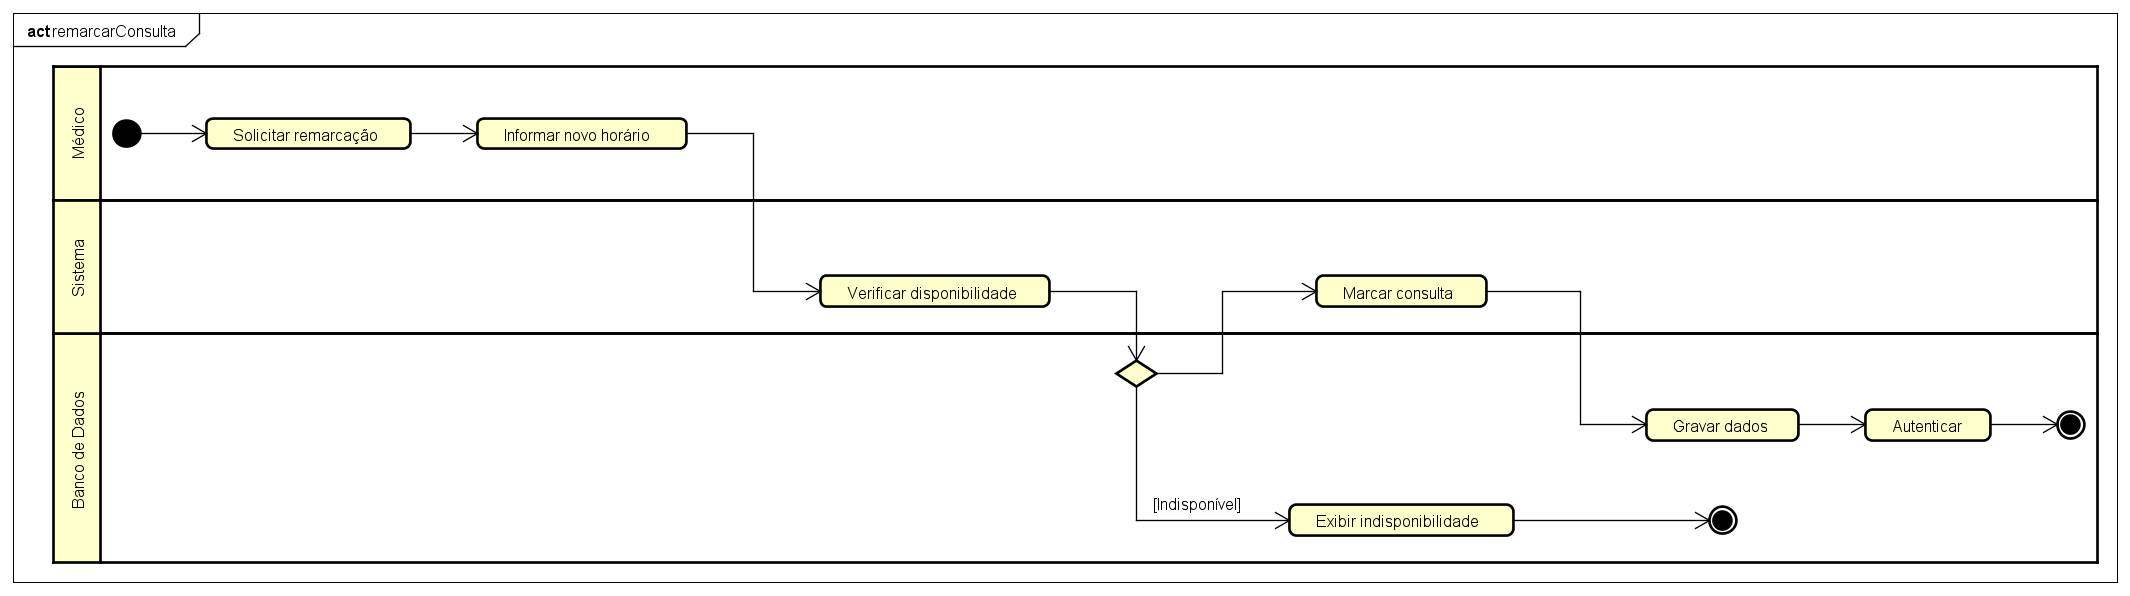 act remarcarConsulta
Médico
Solicitar remarcação
Informar novo horário
Sistema
Verificar disponibilidade
Marcar consulta
Banco de Dados
Gravar dados
Autenticar
[Indisponível]
Exibir indisponibilidade